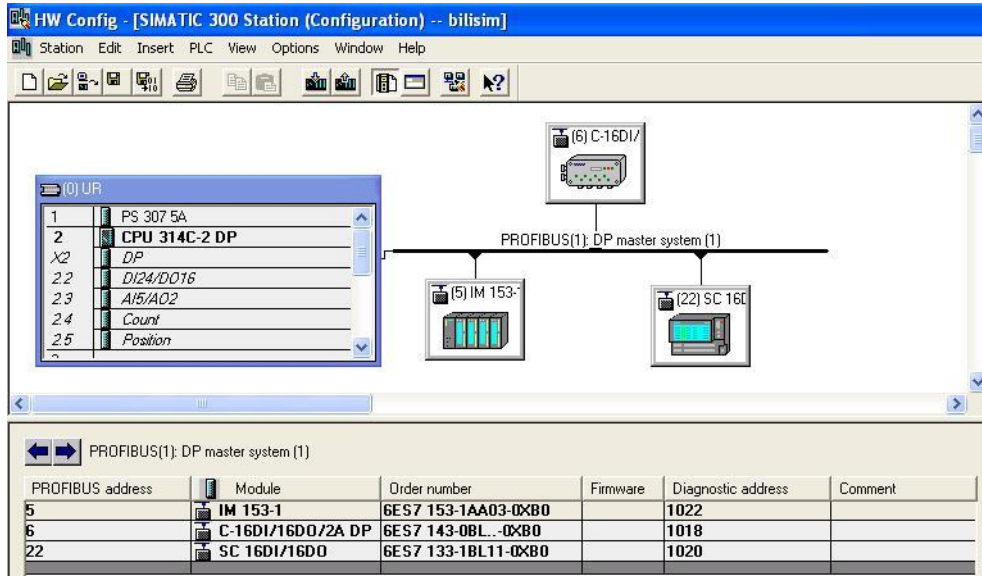 HW Config - [SIMATIC 300 Station (Configuration) -- bilisim]
Station Edit Insert PLC View Options Window Help
(6) C-16DI/
(0) UR
1 PS 307 5A
2 CPU 314C-2 DP
X2 DP
2.2 DI24/DO16
2.3 AI5/AO2
2.4 Count
2.5 Position
PROFIBUS(1): DP master system (1)
(5) IM 153-
(22) SC 16D
PROFIBUS(1): DP master system (1)
PROFIBUS address Module Order number Firmware Diagnostic address Comment
5 IM 153-1 6ES7 153-1AA03-0XB0 1022
6 C-16DI/16DO/2A DP 6ES7 143-0BL..-0XB0 1018
22 SC 16DI/16DO 6ES7 133-1BL11-0XB0 1020